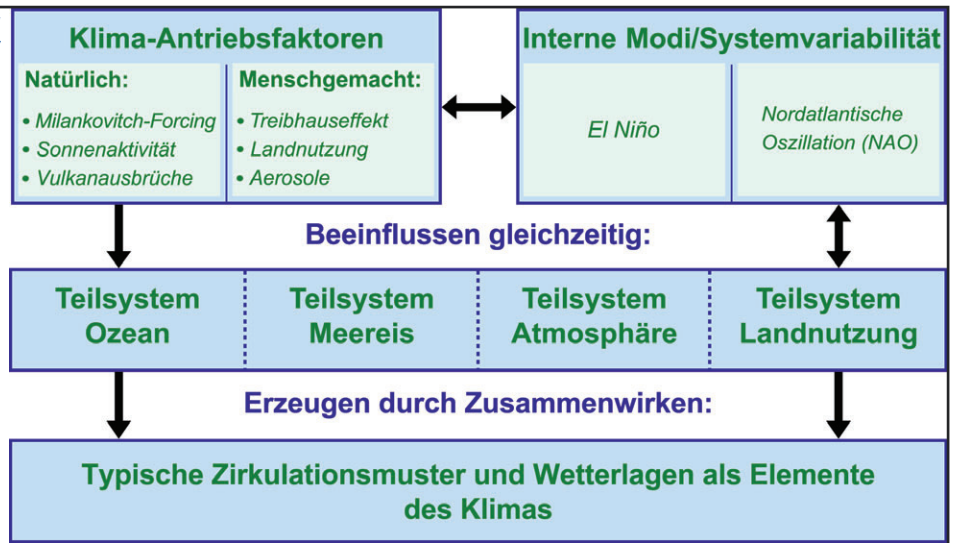 Klima-Antriebsfaktoren
Natürlich:
• Milankovitch-Forcing
• Sonnenaktivität
• Vulkanausbrüche
Menschgemacht:
• Treibhauseffekt
• Landnutzung
• Aerosole
Interne Modi/Systemvariabilität
El Niño
Nordatlantische
Oszillation (NAO)
Beeinflussen gleichzeitig:
Teilsystem
Ozean
Teilsystem
Meereis
Teilsystem
Atmosphäre
Teilsystem
Landnutzung
Erzeugen durch Zusammenwirken:
Typische Zirkulationsmuster und Wetterlagen als Elemente
des Klimas